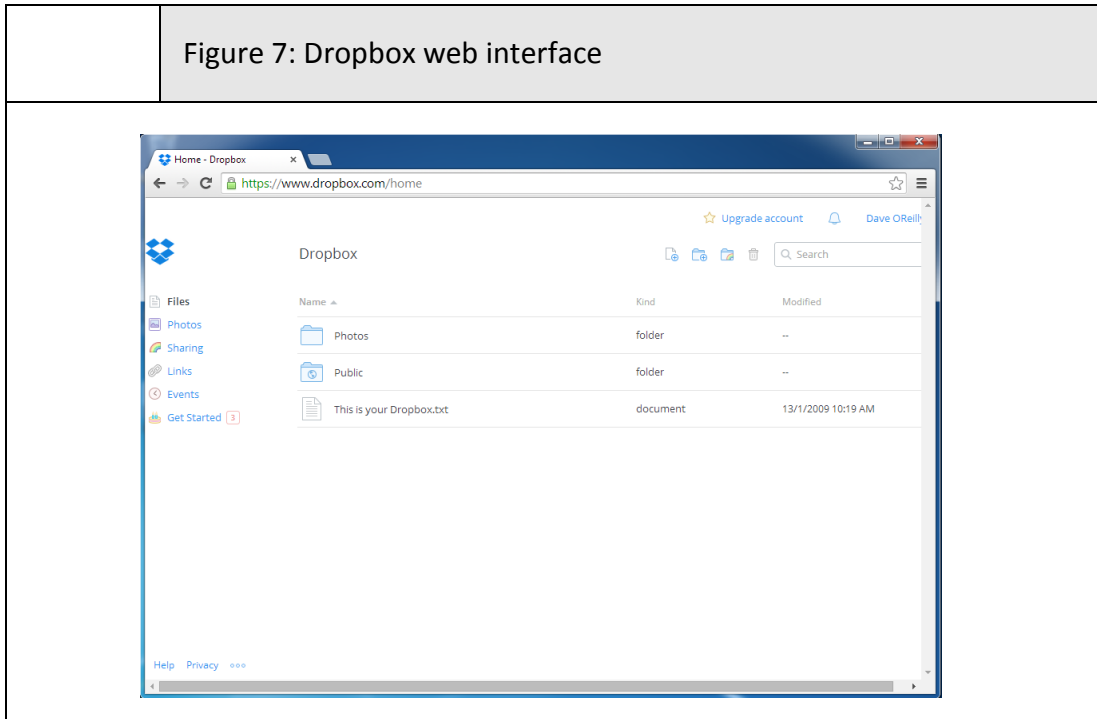 Figure 7: Dropbox web interface
Home - Dropbox
https://www.dropbox.com/home
Upgrade account Dave OReilly
Dropbox Search
Files Name Kind Modified
Photos
Photos folder --
Sharing
Links Public folder --
Events
This is your Dropbox.txt document 13/1/2009 10:19 AM
Get Started 3
Help Privacy